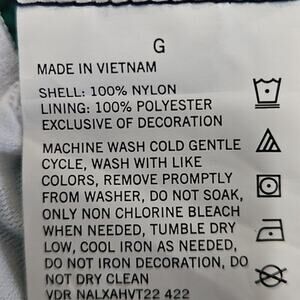 G
MADE IN VIETNAM
SHELL: 100% NYLON
LINING: 100% POLYESTER
EXCLUSIVE OF DECORATION
MACHINE WASH COLD GENTLE
CYCLE, WASH WITH LIKE
COLORS, REMOVE PROMPTLY
FROM WASHER, DO NOT SOAK,
ONLY NON CHLORINE BLEACH
WHEN NEEDED, TUMBLE DRY
LOW, COOL IRON AS NEEDED,
DO NOT IRON DECORATION, DO
NOT DRY CLEAN
VDR NALXAHVT22 422